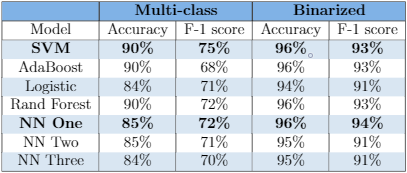 Multi-class Binarized
Model Accuracy F-1 score Accuracy F-1 score
SVM 90% 75% 96% 93%
AdaBoost 90% 68% 96% 93%
Logistic 84% 71% 94% 91%
Rand Forest 90% 72% 96% 93%
NN One 85% 72% 96% 94%
NN Two 85% 71% 95% 91%
NN Three 84% 70% 95% 91%